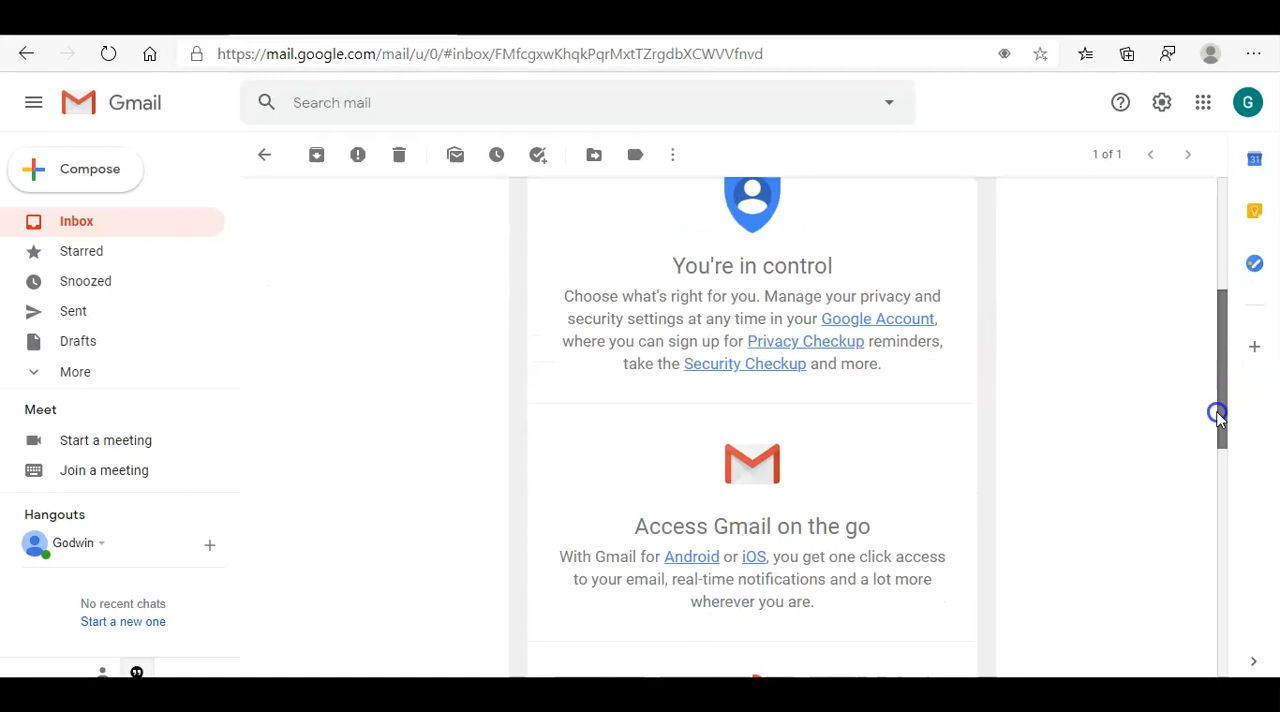 https://mail.google.com/mail/u/0/#inbox/FMfcgxwKhqkPqrMxtTZrgdbXCWVVfnvd
Gmail
Search mail
G
Compose
1 of 1
31
Inbox
Starred
Snoozed
Sent
Drafts
More
Meet
Start a meeting
Join a meeting
Hangouts
Godwin
No recent chats
Start a new one
You're in control
Choose what's right for you. Manage your privacy and
security settings at any time in your Google Account,
where you can sign up for Privacy Checkup reminders,
take the Security Checkup and more.
Access Gmail on the go
With Gmail for Android or iOS, you get one click access
to your email, real-time notifications and a lot more
wherever you are.